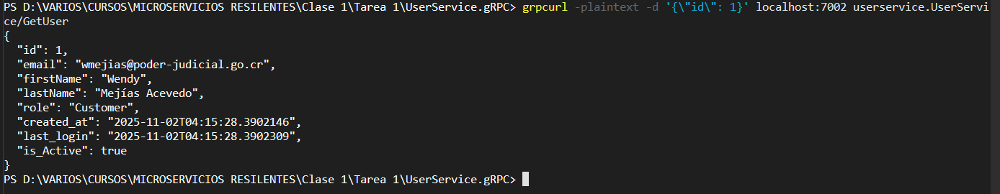 PS D:\VARIOS\CURSOS\MICROSERVICIOS RESILENTES\Clase 1\Tarea 1\UserService.gRPC> grpcurl -plaintext -d '{\"id\": 1}' localhost:7002 userservice.UserServi
ce/GetUser
{
  "id": 1,
  "email": "wmejias@poder-judicial.go.cr",
  "firstName": "Wendy",
  "lastName": "Mejías Acevedo",
  "role": "Customer",
  "created_at": "2025-11-02T04:15:28.3902146",
  "last_login": "2025-11-02T04:15:28.3902309",
  "is_Active": true
}
PS D:\VARIOS\CURSOS\MICROSERVICIOS RESILENTES\Clase 1\Tarea 1\UserService.gRPC>